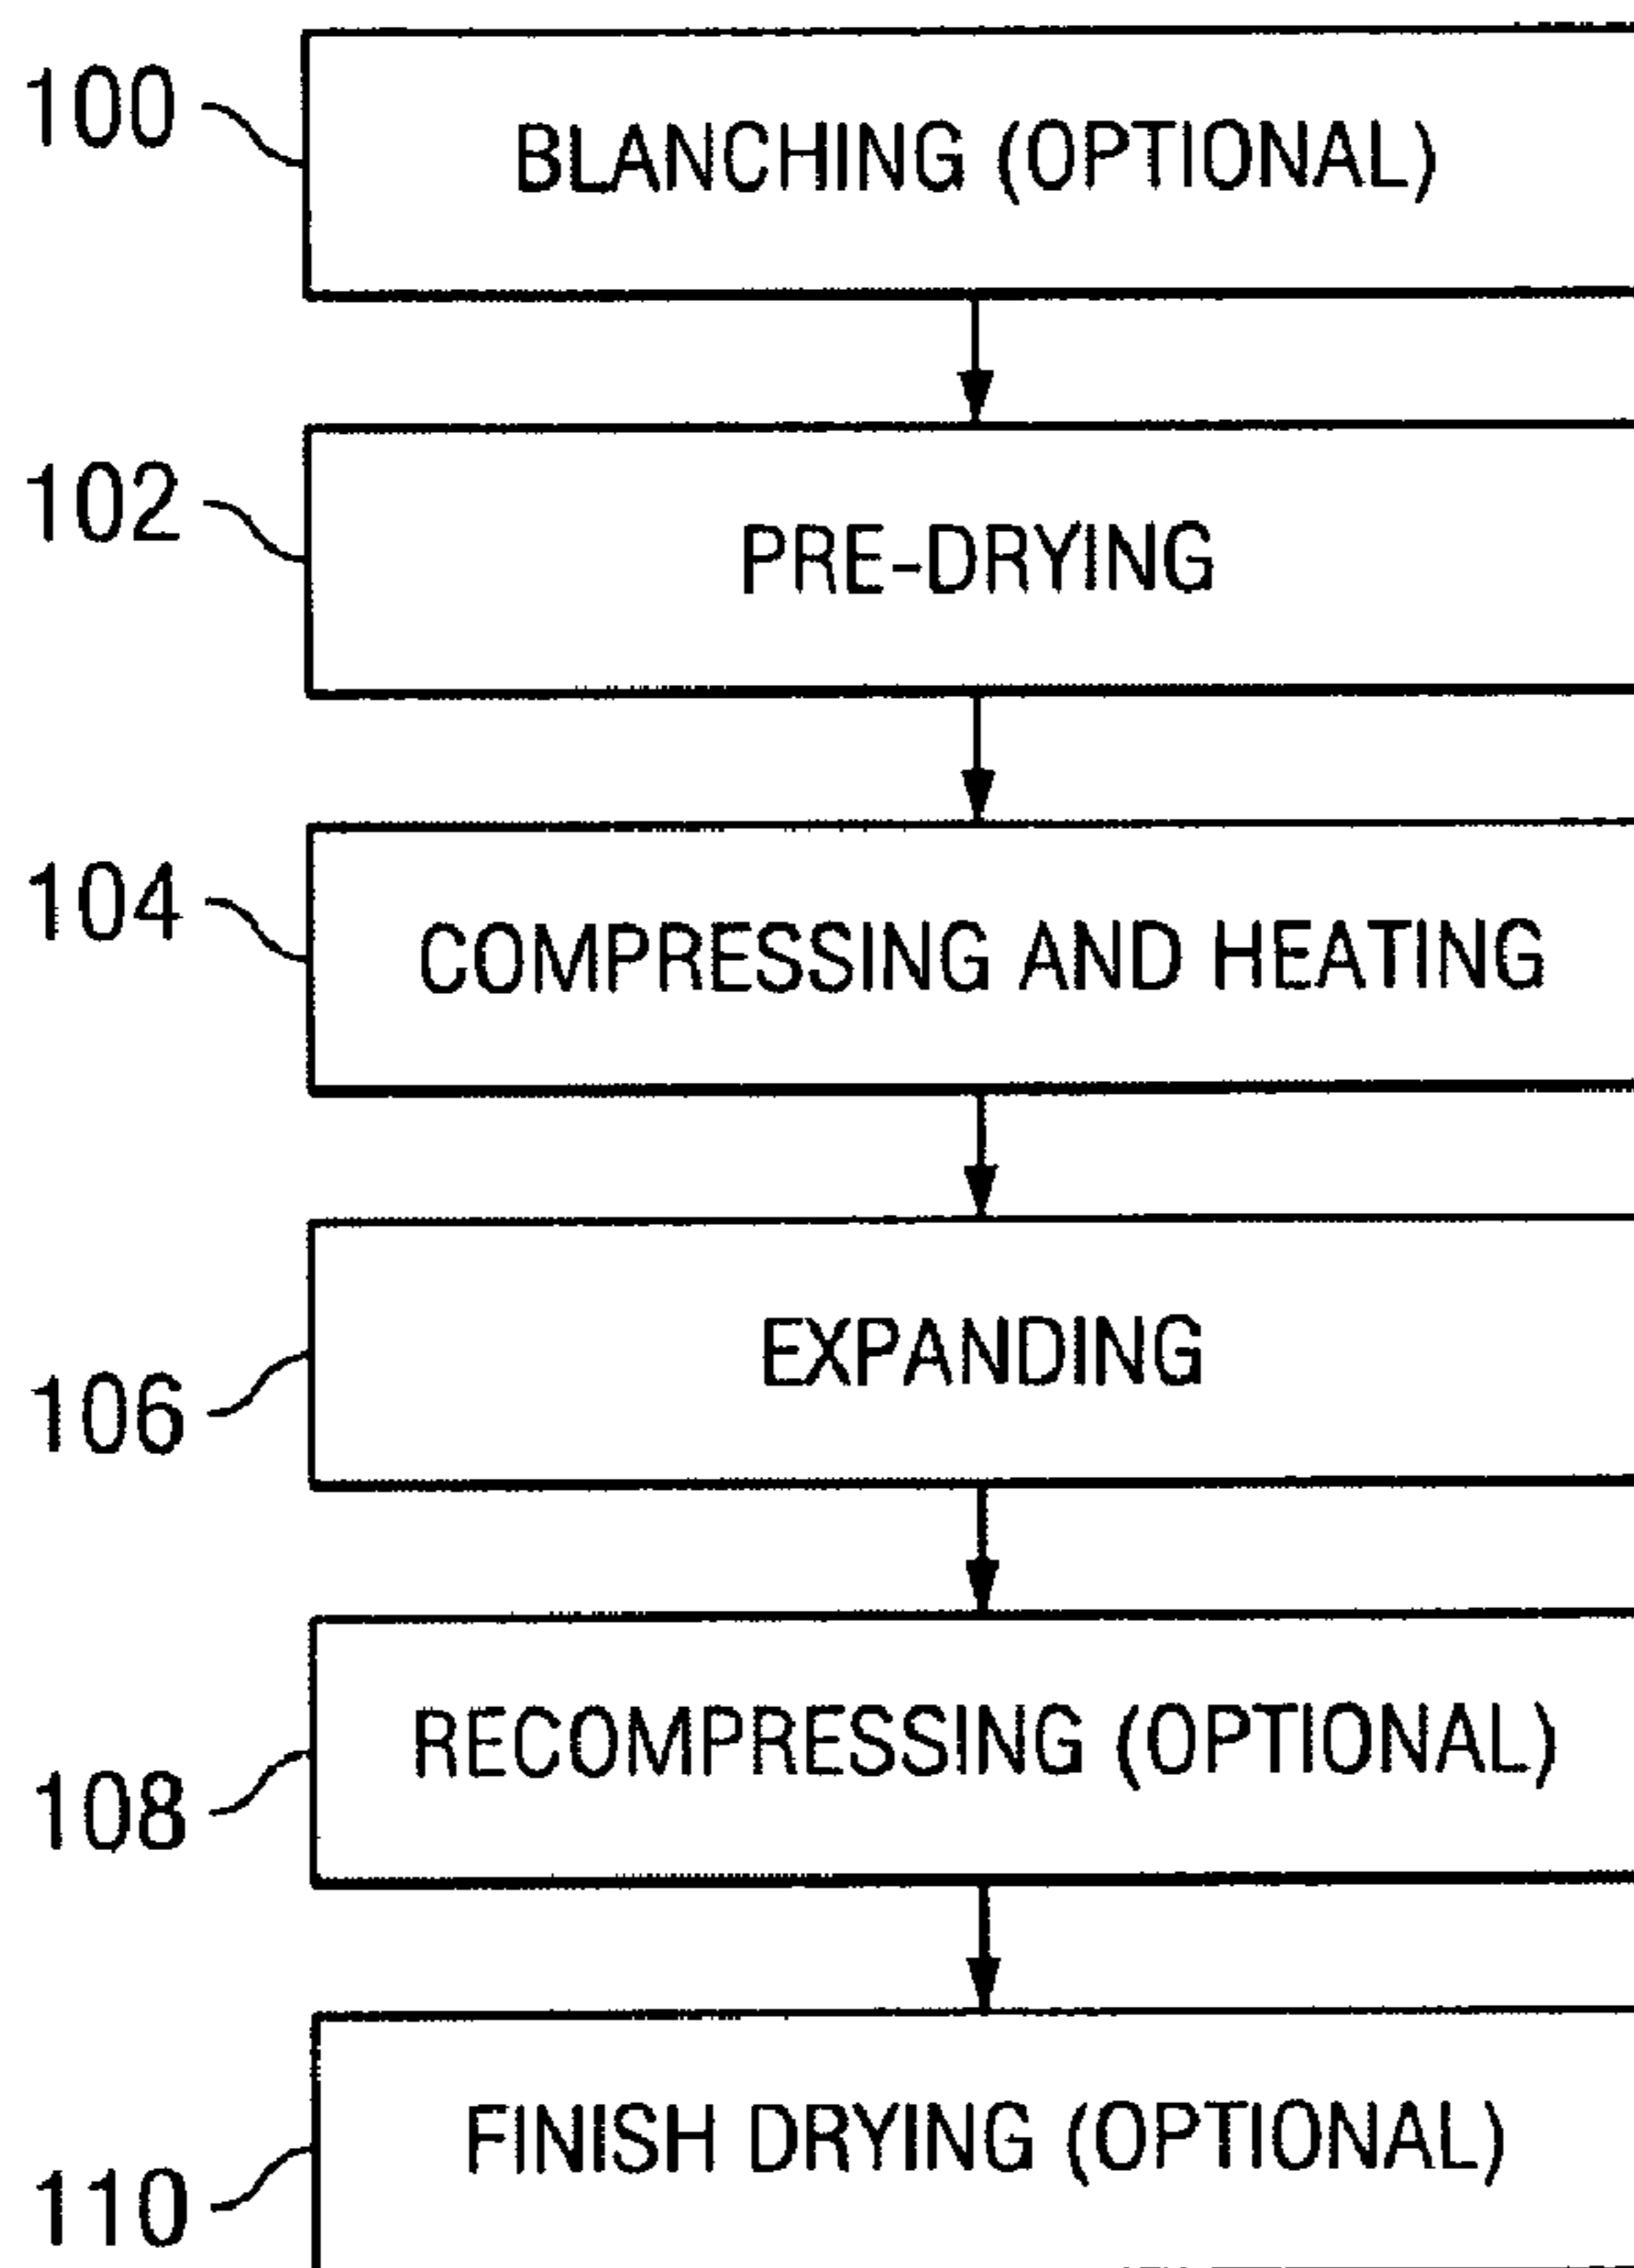 100
BLANCHING (OPTIONAL)
102
PRE-DRYING
104
COMPRESSING AND HEATING
EXPANDING
106
RECOMPRESSING (OPTIONAL)
108
FINISH DRYING (OPTIONAL)
110